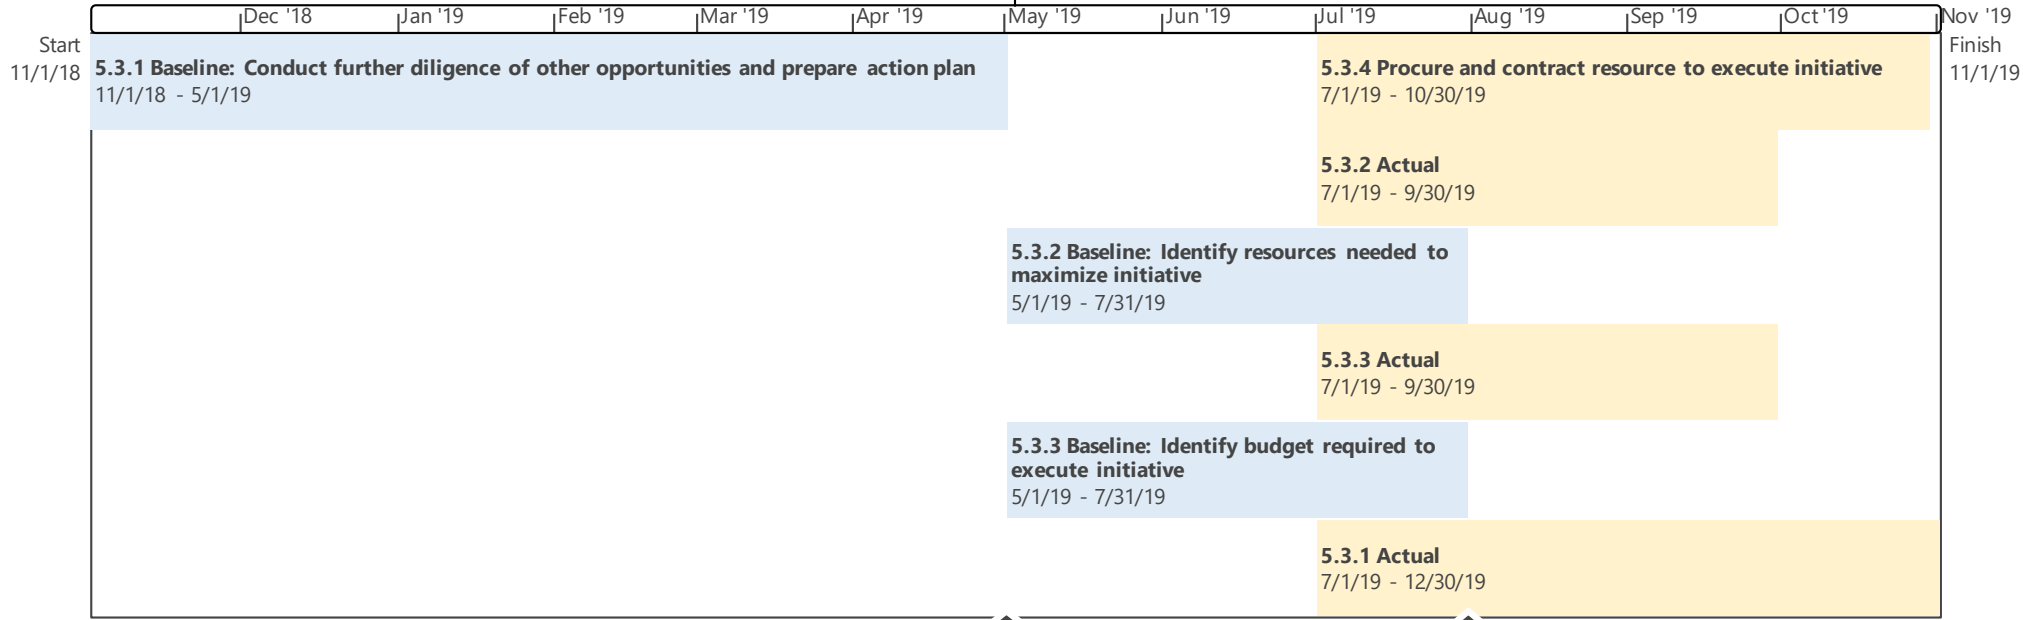 Dec '18
Jan '19
Feb '19
Mar '19
Apr '19
May '19
Jun '19
Jul '19
Aug '19
Sep '19
Oct '19
Nov '19
Start
11/1/18
Finish
11/1/19
5.3.1 Baseline: Conduct further diligence of other opportunities and prepare action plan
11/1/18 - 5/1/19
5.3.4 Procure and contract resource to execute initiative
7/1/19 - 10/30/19
5.3.2 Actual
7/1/19 - 9/30/19
5.3.2 Baseline: Identify resources needed to
maximize initiative
5/1/19 - 7/31/19
5.3.3 Actual
7/1/19 - 9/30/19
5.3.3 Baseline: Identify budget required to
execute initiative
5/1/19 - 7/31/19
5.3.1 Actual
7/1/19 - 12/30/19